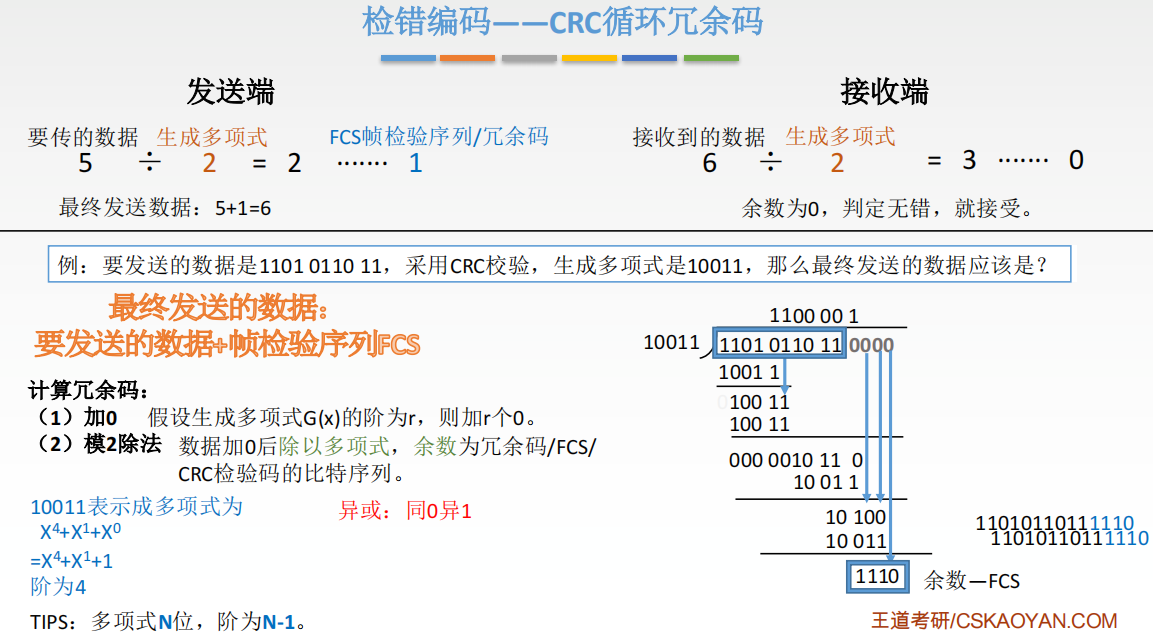 检错编码——CRC循环冗余码
发送端
要传的数据 生成多项式 FCS帧检验序列/冗余码
5 ÷ 2 = 2 ······· 1
最终发送数据：5+1=6
接收端
接收到的数据 生成多项式
6 ÷ 2 = 3 ······· 0
余数为0，判定无错，就接受。
例：要发送的数据是1101 0110 11，采用CRC校验，生成多项式是10011，那么最终发送的数据应该是？
最终发送的数据：
要发送的数据+帧检验序列FCS
计算冗余码：
（1）加0 假设生成多项式G(x)的阶为r，则加r个0。
（2）模2除法 数据加0后除以多项式，余数为冗余码/FCS/
CRC检验码的比特序列。
10011表示成多项式为
X⁴+X¹+X⁰
=X⁴+X¹+1
阶为4
异或：同0异1
TIPS：多项式N位，阶为N-1。
1100 00 1
10011 1101 0110 11 0000
1001 1
0100 11
100 11
000 0010 11 0
10 01 1
10 100
10 011
1110 余数—FCS
11010110111110
11010110111110
王道考研/CSKAOYAN.COM